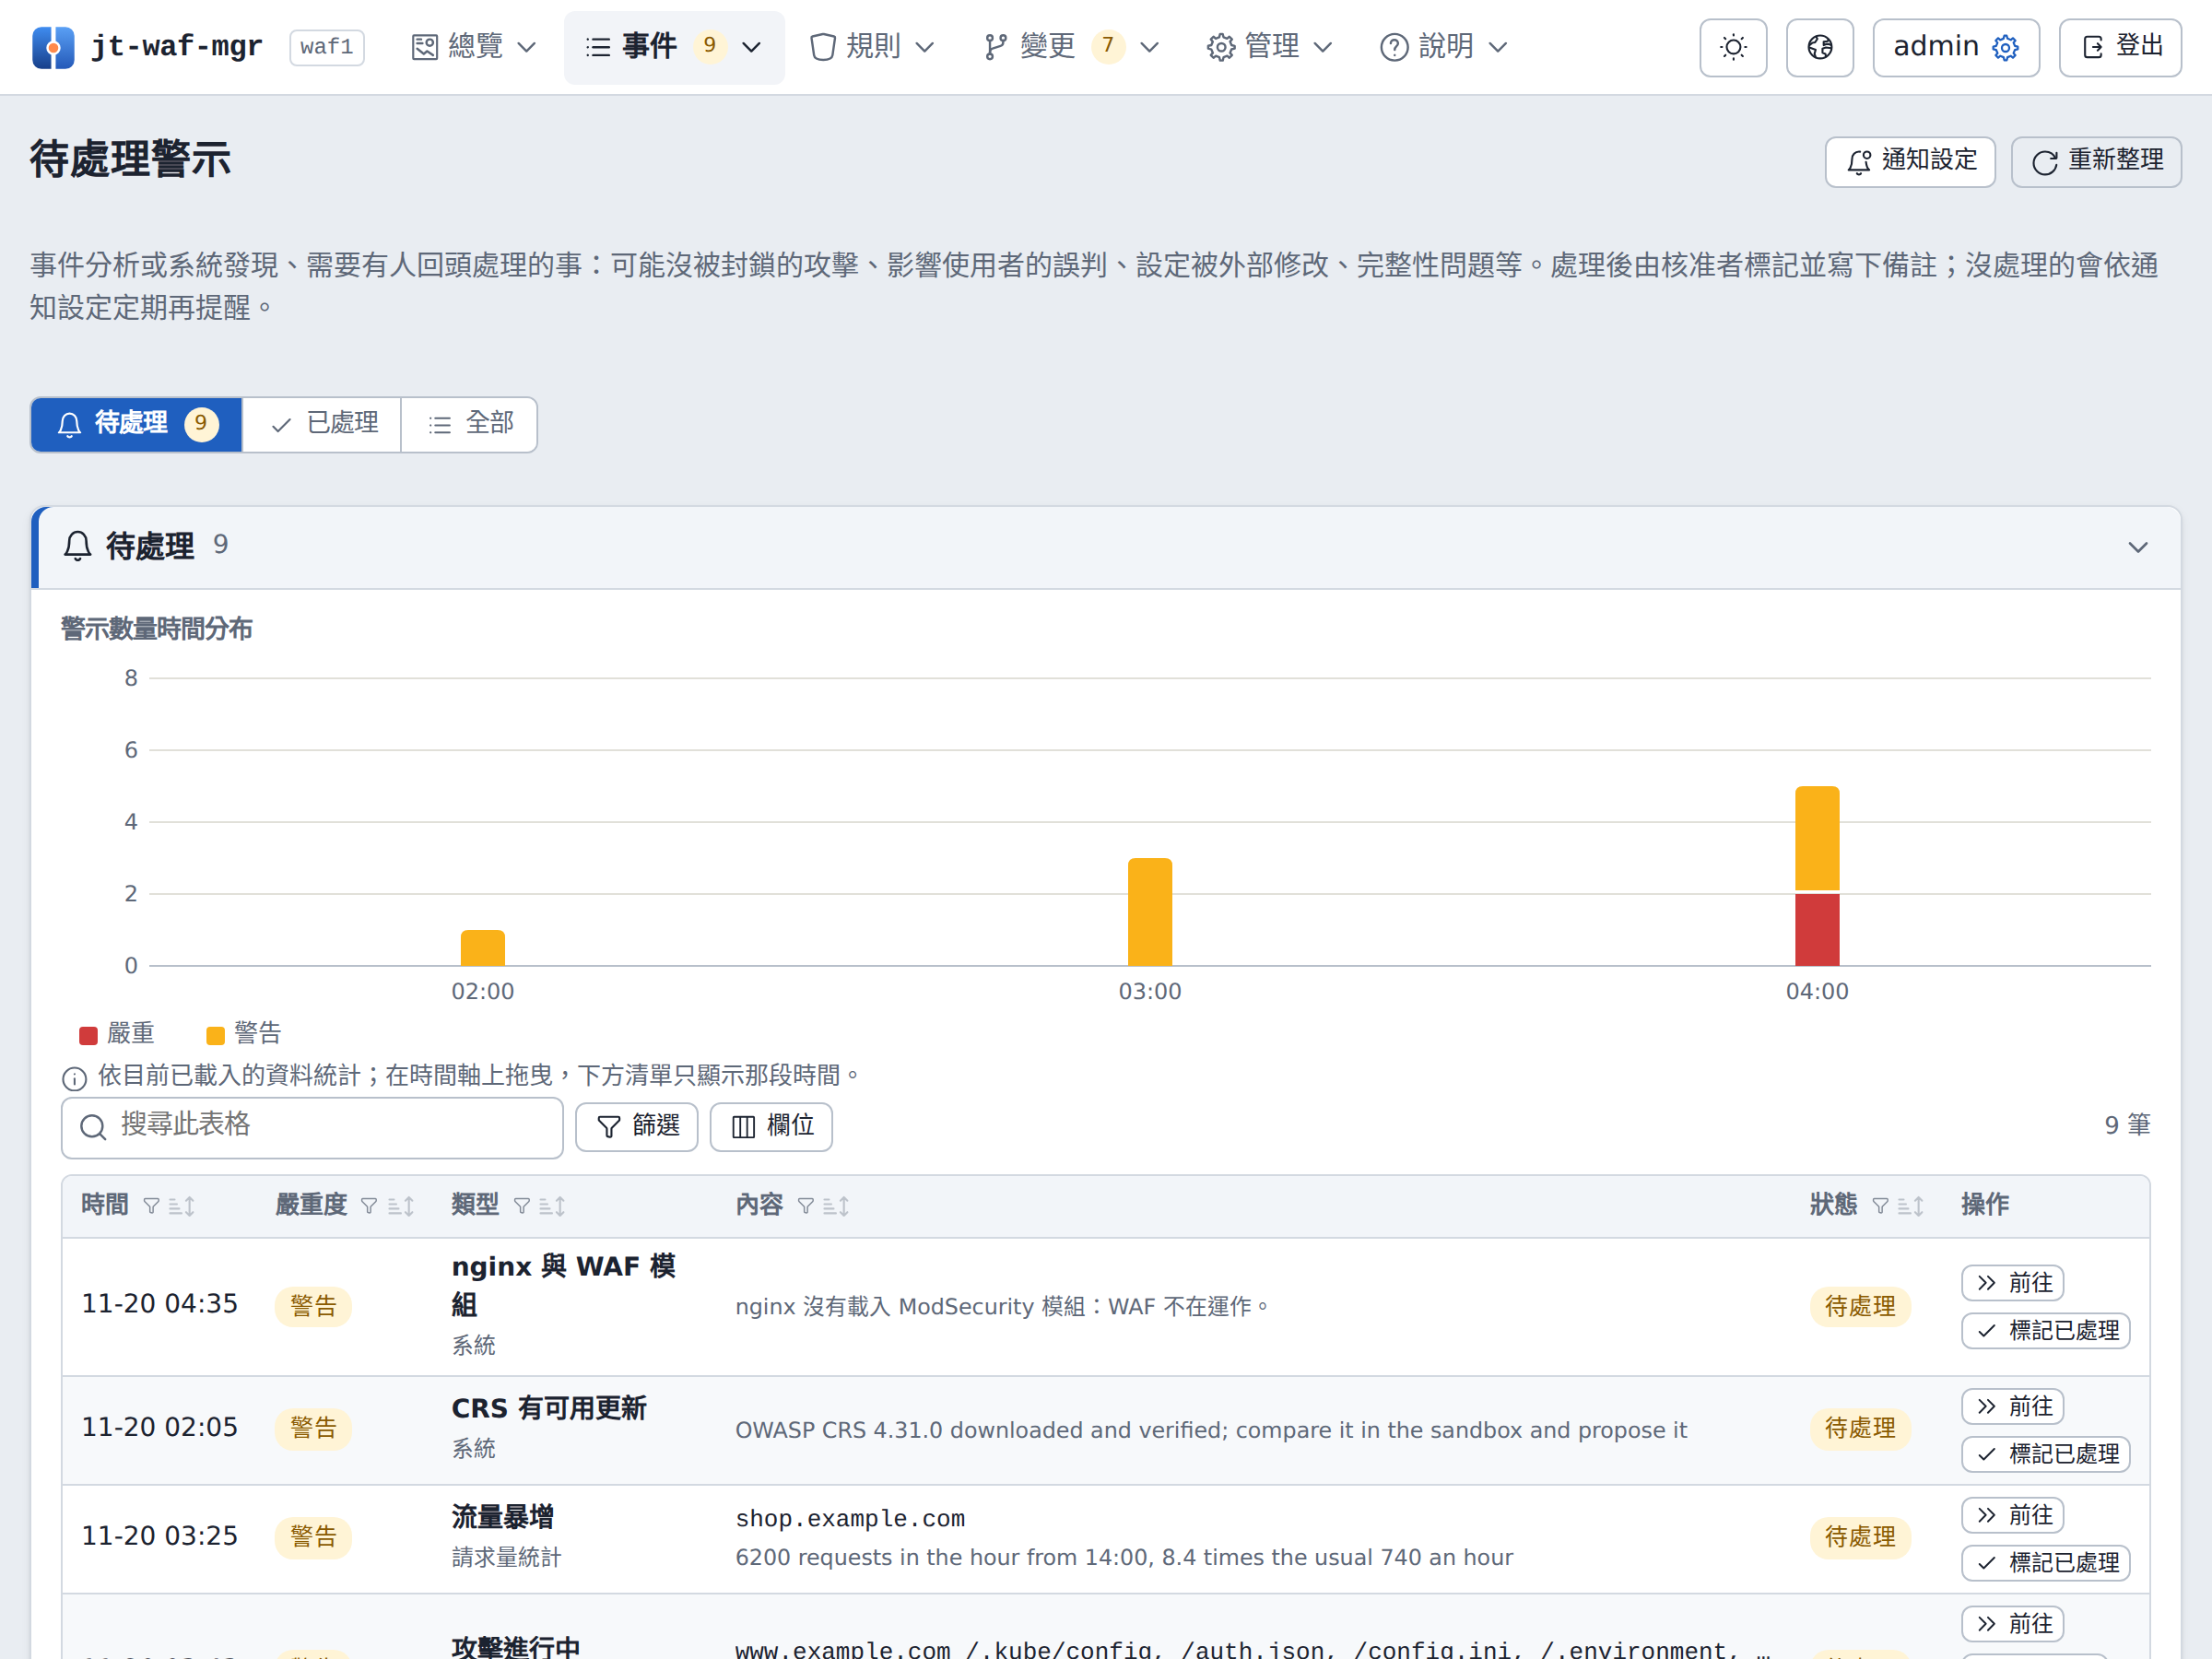 jt-waf-mgr waf1 總覽 事件 9 規則 變更 7 管理 說明 admin 登出
待處理警示 通知設定 重新整理
事件分析或系統發現、需要有人回頭處理的事：可能沒被封鎖的攻擊、影響使用者的誤判、設定被外部修改、完整性問題等。處理後由核准者標記並寫下備註；沒處理的會依通
知設定定期再提醒。
待處理 9 已處理 全部
待處理 9
警示數量時間分布
8
6
4
2
0
02:00 03:00 04:00
嚴重 警告
依目前已載入的資料統計；在時間軸上拖曳，下方清單只顯示那段時間。
搜尋此表格 篩選 欄位 9 筆
時間 嚴重度 類型 內容 狀態 操作
11-20 04:35 警告 nginx 與 WAF 模組 系統 nginx 沒有載入 ModSecurity 模組：WAF 不在運作。 待處理 前往 標記已處理
11-20 02:05 警告 CRS 有可用更新 系統 OWASP CRS 4.31.0 downloaded and verified; compare it in the sandbox and propose it 待處理 前往 標記已處理
11-20 03:25 警告 流量暴增 請求量統計 shop.example.com 6200 requests in the hour from 14:00, 8.4 times the usual 740 an hour 待處理 前往 標記已處理
攻擊進行中 www.example.com /.kube/config, /auth.json, /config.ini, /.environment, … 前往